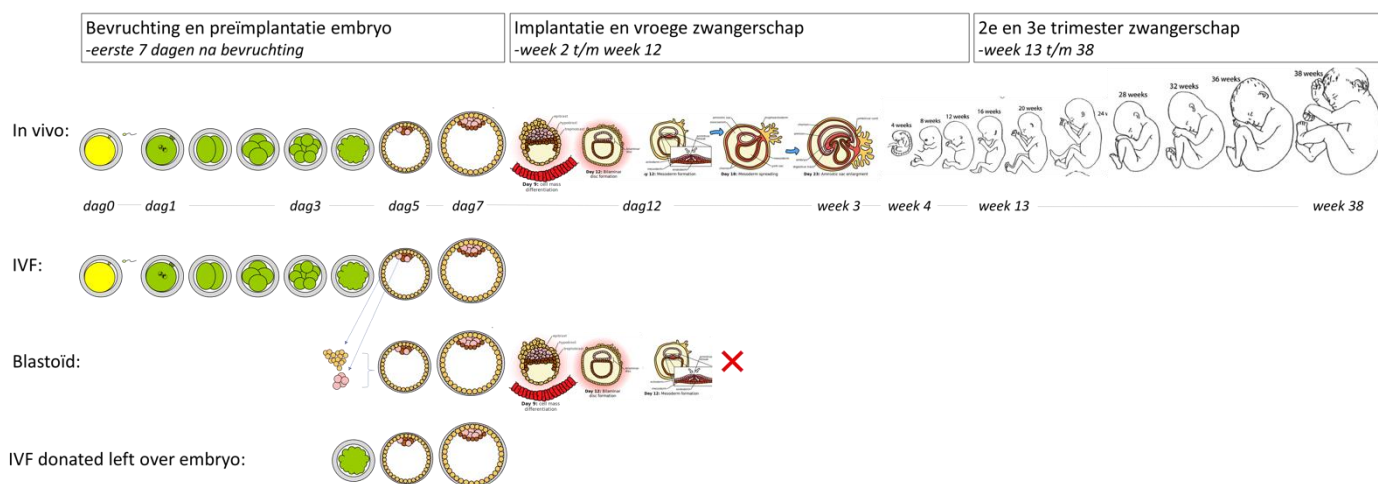 Bevruchting en preïmplantatie embryo
-eerste 7 dagen na bevruchting
Implantatie en vroege zwangerschap
-week 2 t/m week 12
2e en 3e trimester zwangerschap
-week 13 t/m 38
In vivo:
4 weeks
8 weeks
12 weeks
16 weeks
20 weeks
24 w
28 weeks
32 weeks
36 weeks
38 weeks
Day 9: cell mass
differentiation
Day 12: Bilaminar
disc formation
y 12: Mesoderm formation
Day 18: Mesoderm spreading
Day 23: Amniotic sac enlargment
dag0
dag1
dag3
dag5
dag7
dag12
week 3
week 4
week 13
week 38
IVF:
Blastoïd:
Day 9: cell mass
differentiation
Day 12: Bilaminar
disc formation
Day 12: Mesoderm formation
IVF donated left over embryo: